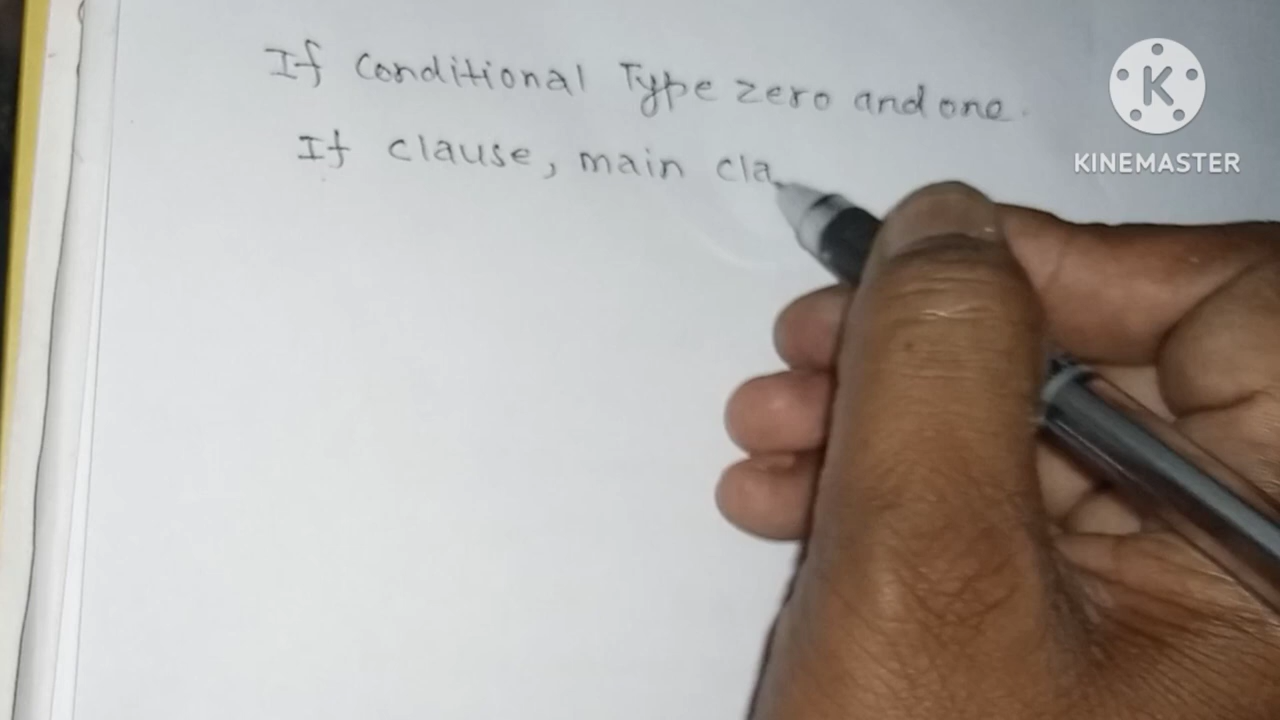 If Conditional Type zero and one.
If clause, main cla
KINEMASTER